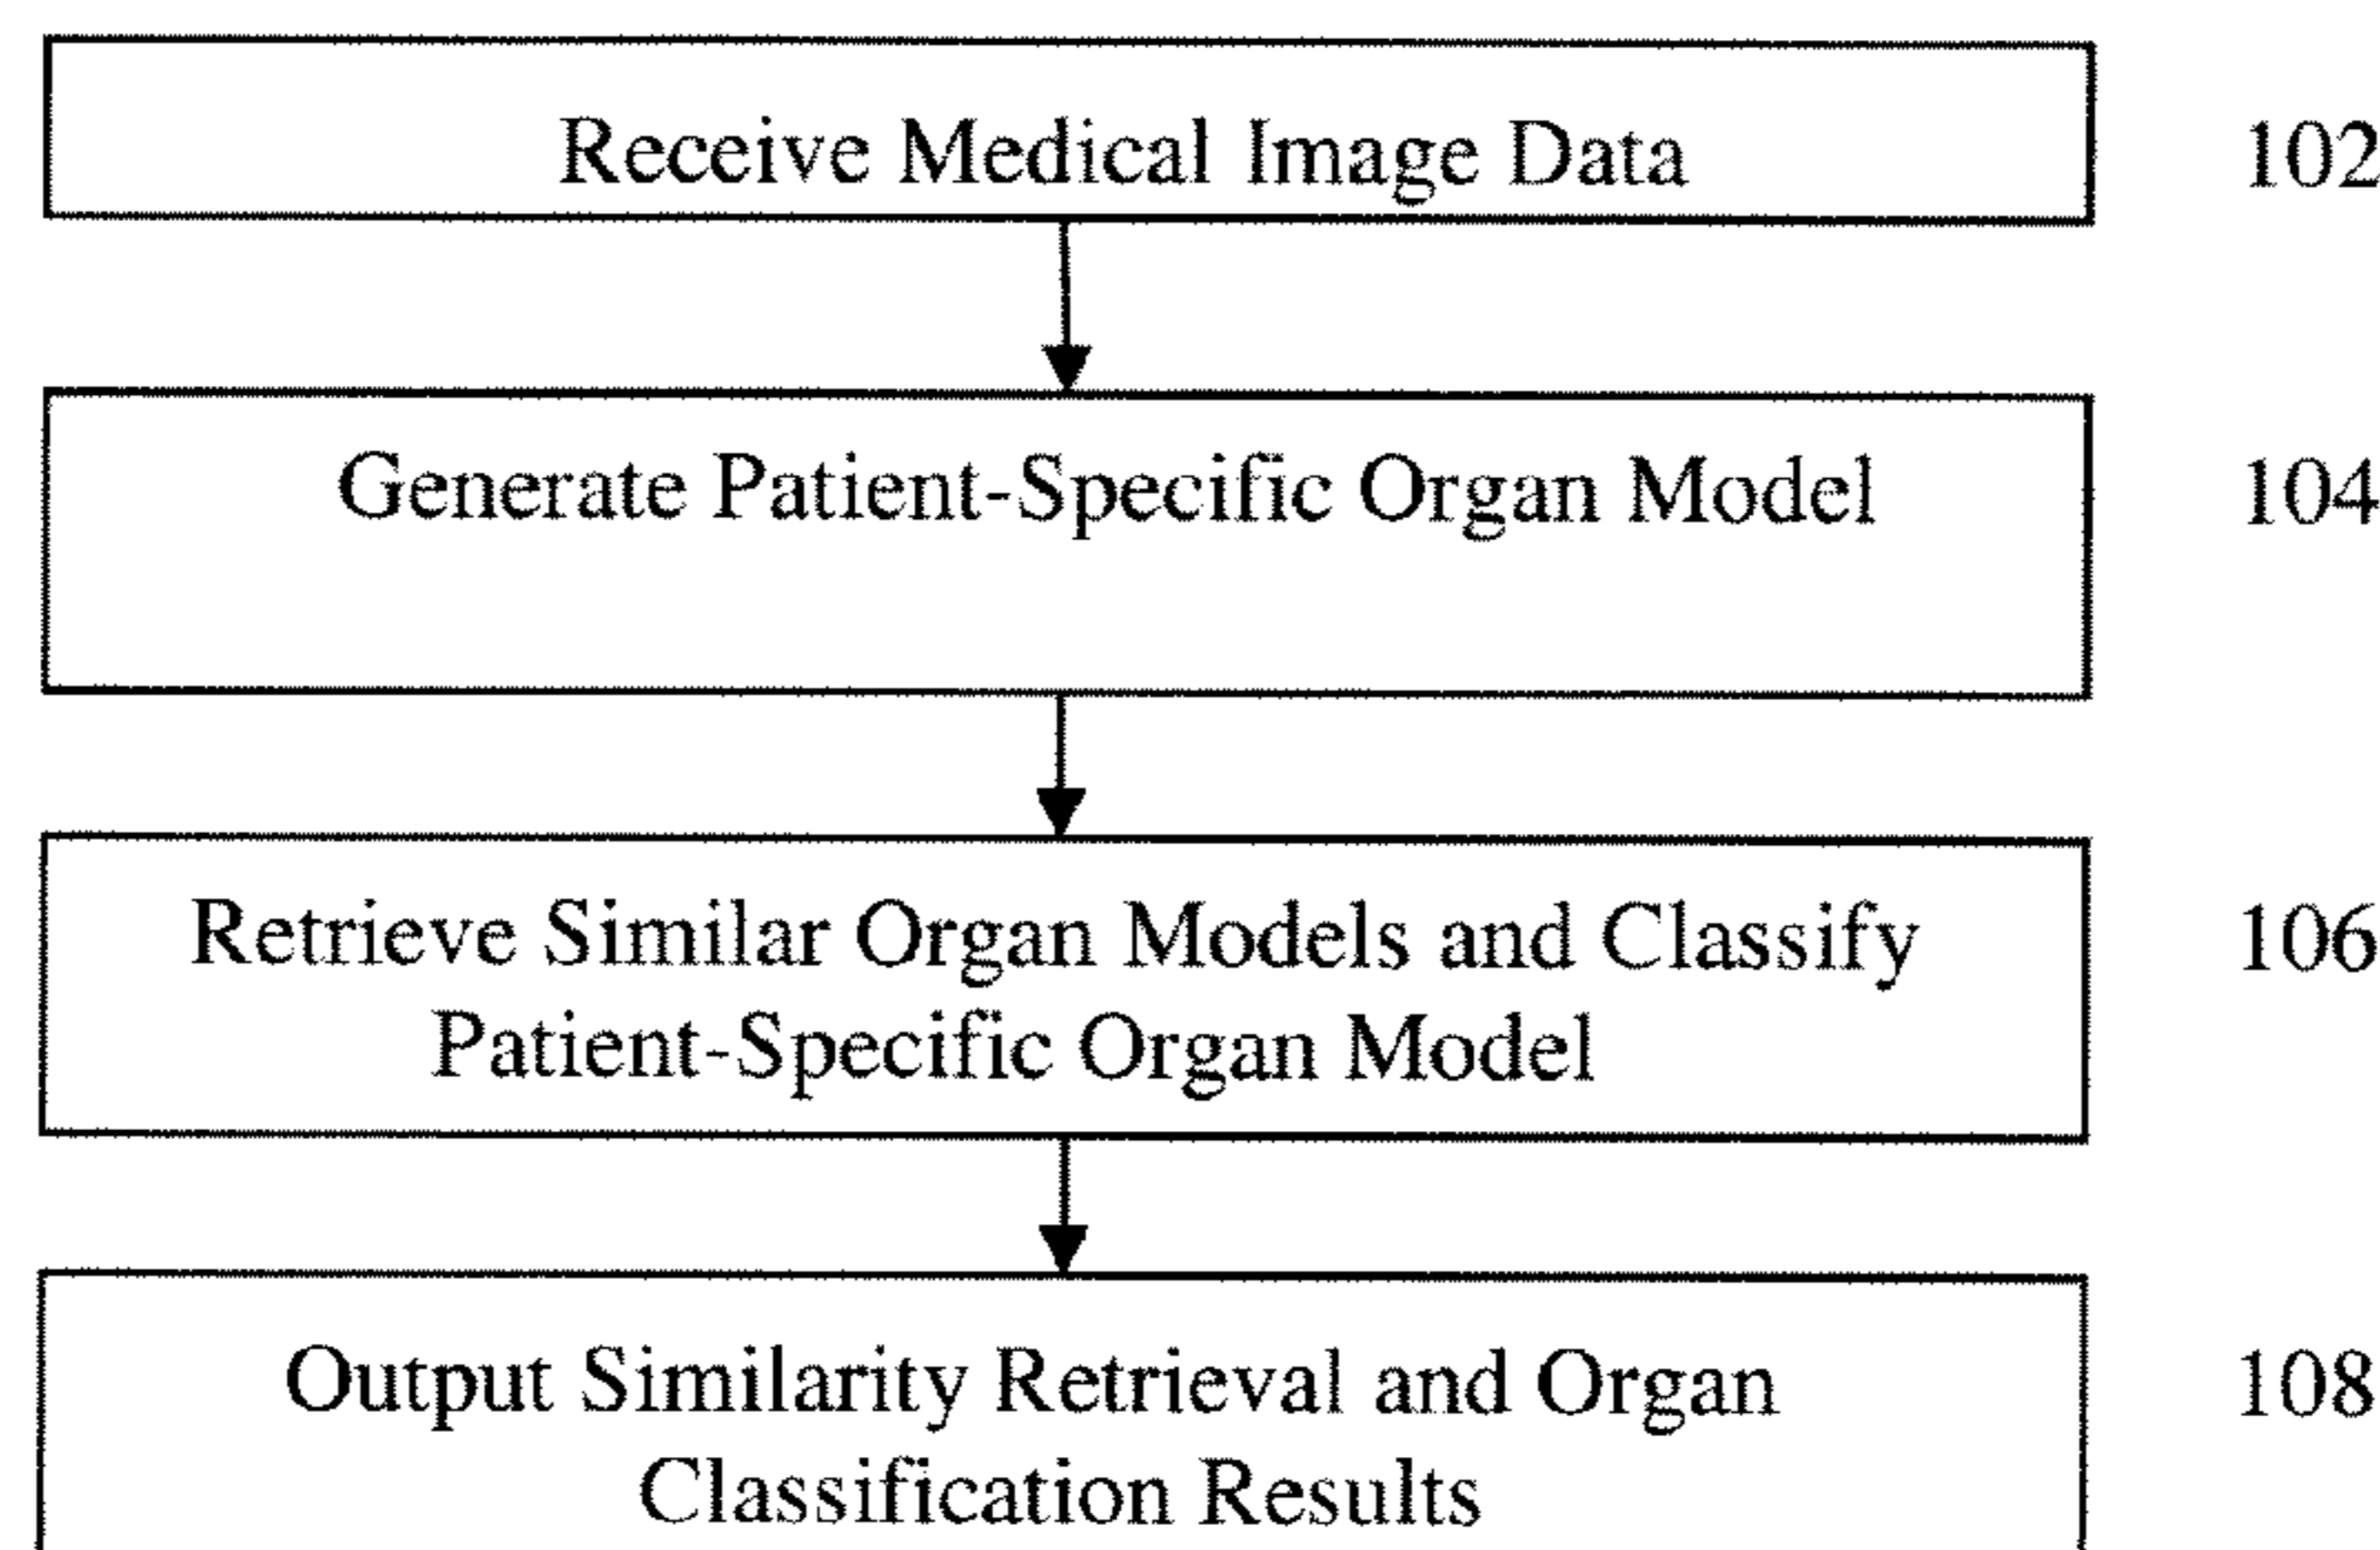 Receive Medical Image Data
102
Generate Patient-Specific Organ Model
104
Retrieve Similar Organ Models and Classify
Patient-Specific Organ Model
106
Output Similarity Retrieval and Organ
Classification Results
108